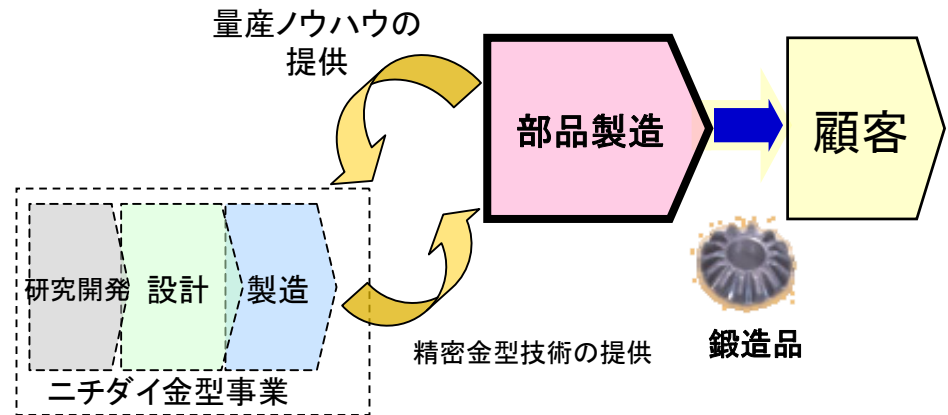 量産ノウハウの
提供
部品製造
顧客
研究開発
設計
製造
ニチダイ金型事業
精密金型技術の提供
鍛造品